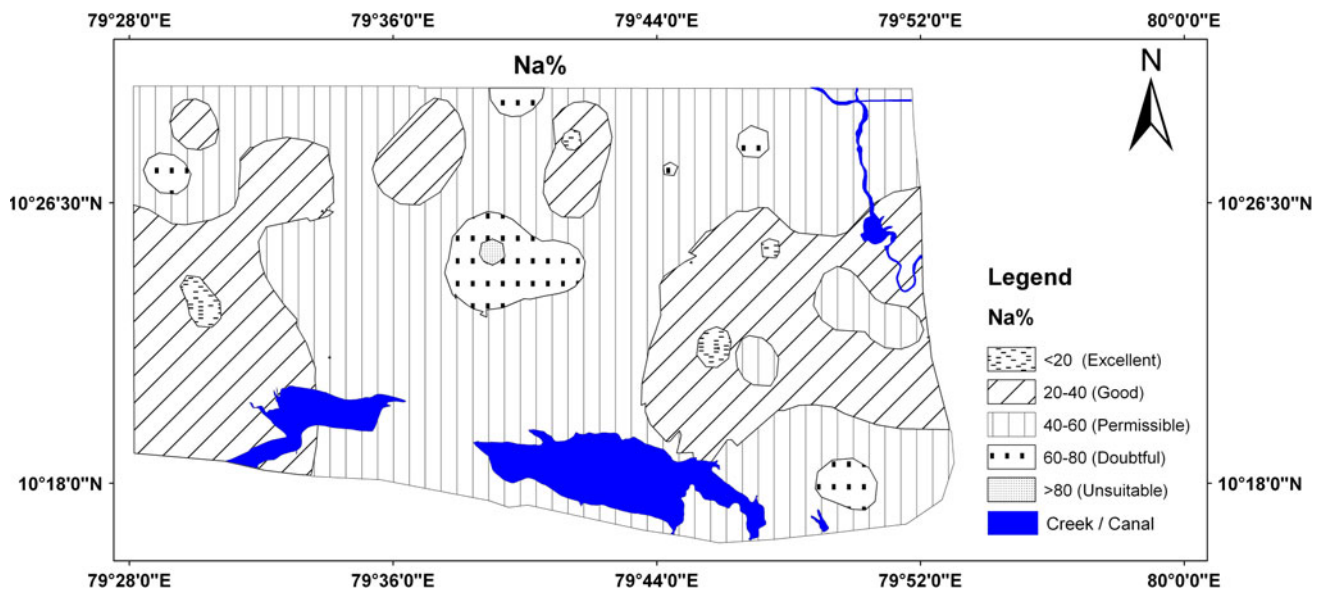 79°28'0"E 79°36'0"E 79°44'0"E 79°52'0"E 80°0'0"E
Na%
N
10°26'30"N 10°26'30"N
Legend
Na%
<20 (Excellent)
20-40 (Good)
40-60 (Permissible)
60-80 (Doubtful)
>80 (Unsuitable)
10°18'0"N 10°18'0"N
Creek / Canal
79°28'0"E 79°36'0"E 79°44'0"E 79°52'0"E 80°0'0"E